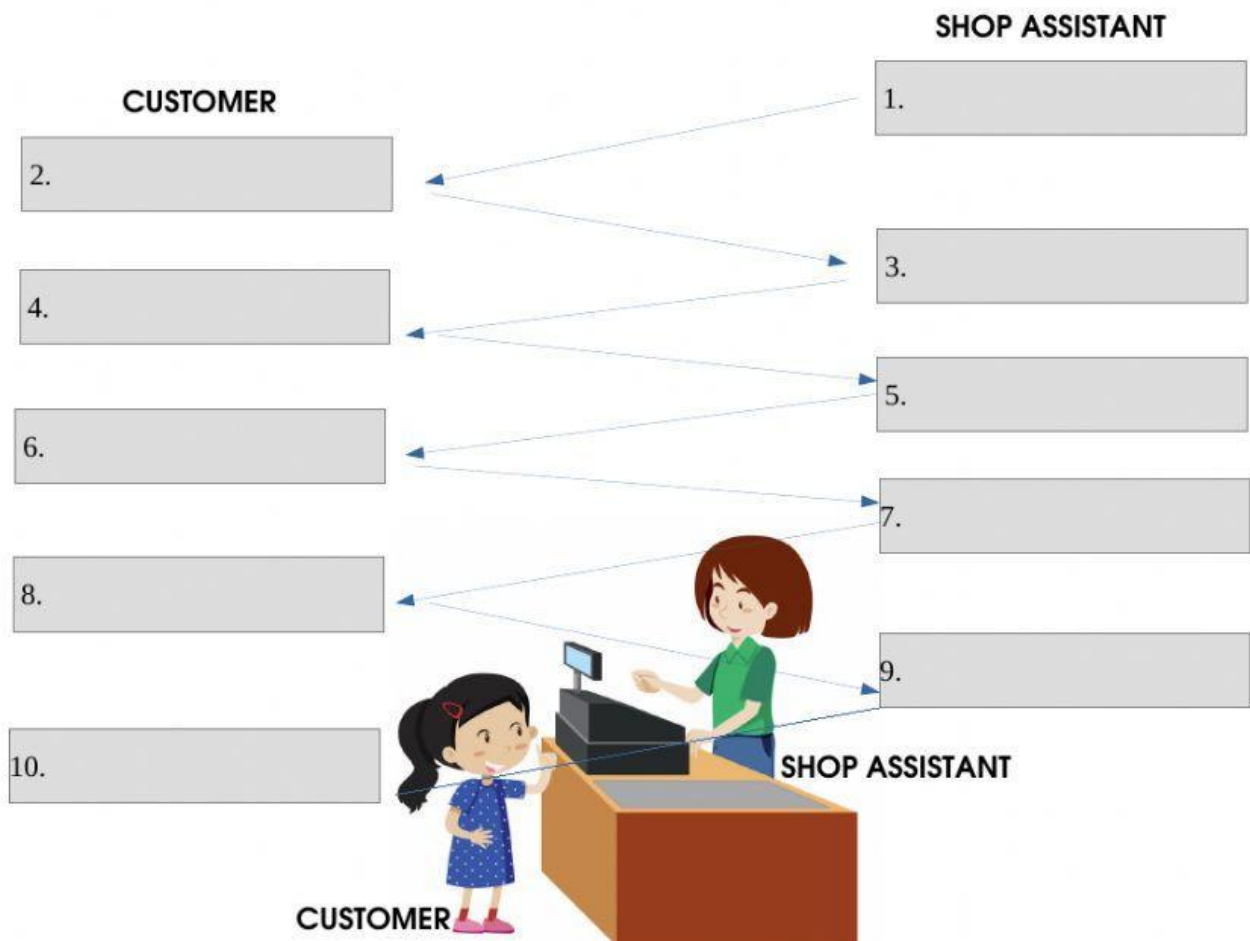 SHOP ASSISTANT
CUSTOMER
1.
2.
3.
4.
5.
6.
7.
8.
9.
10.
SHOP ASSISTANT
CUSTOMER